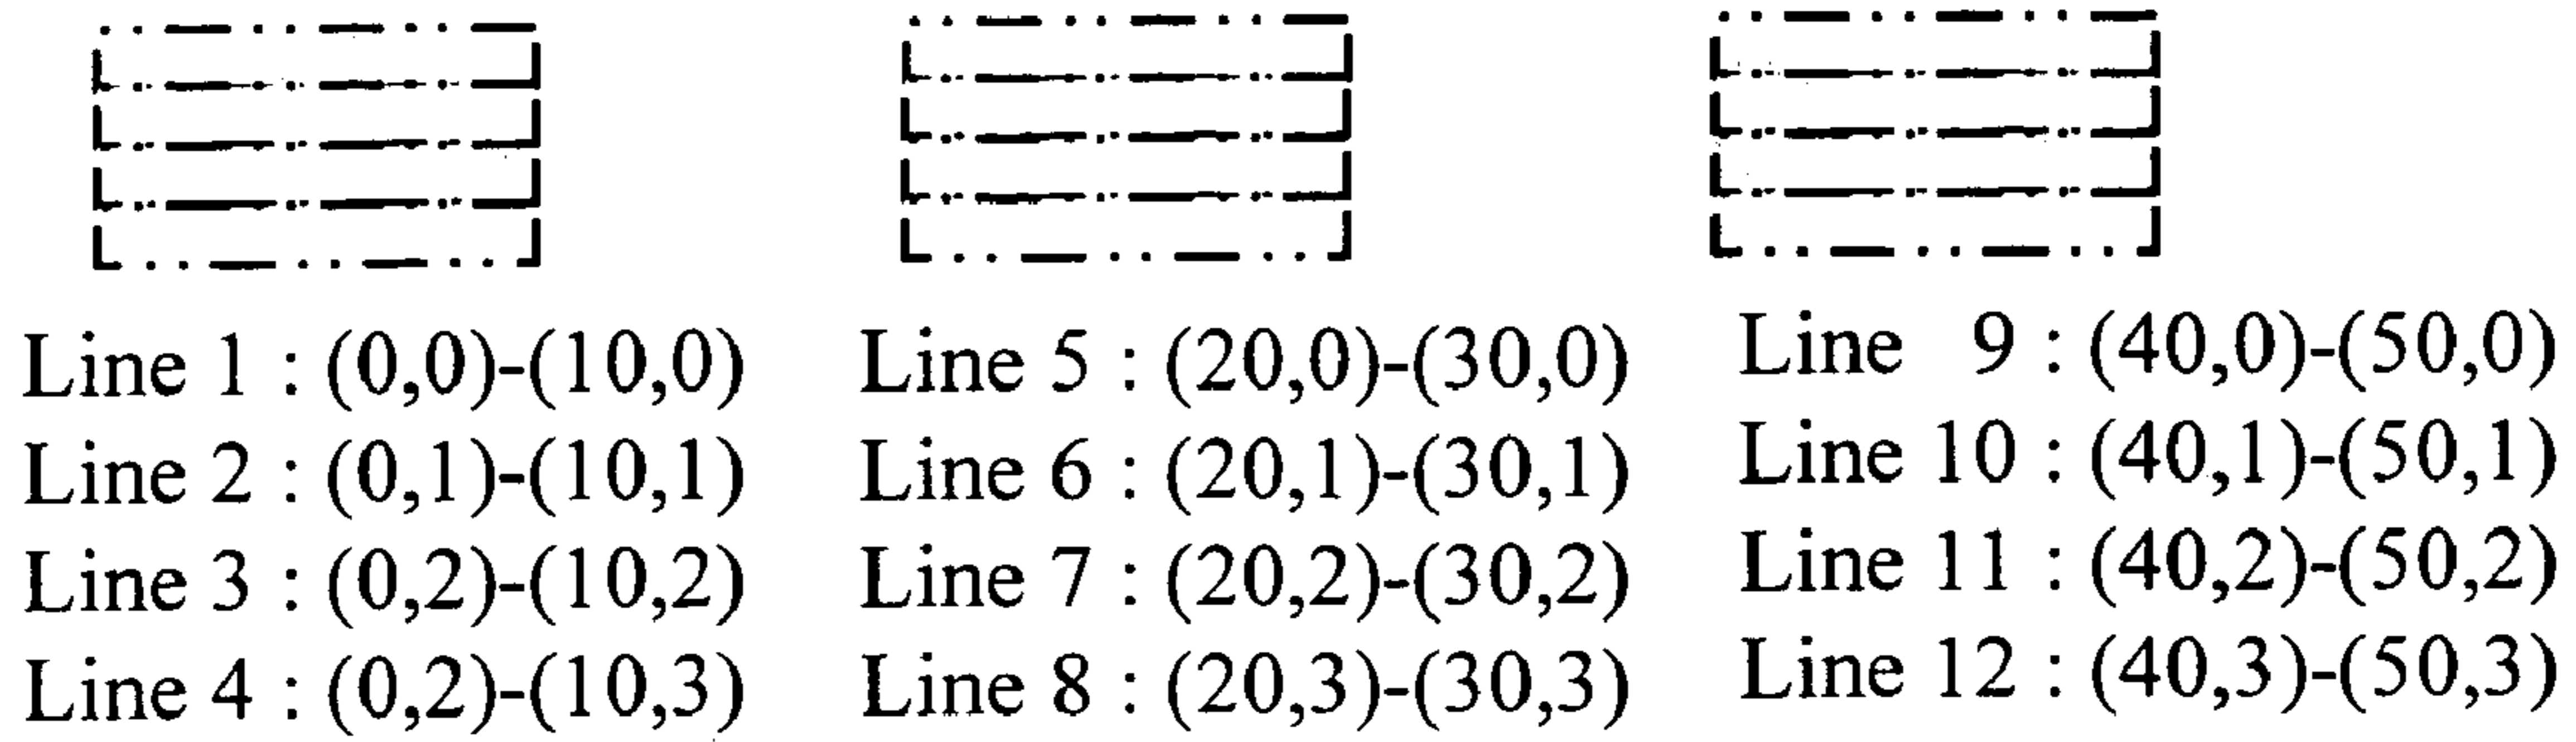 Line 1 : (0,0)-(10,0)
Line 2 : (0,1)-(10,1)
Line 3 : (0,2)-(10,2)
Line 4 : (0,2)-(10,3)
Line 5 : (20,0)-(30,0)
Line 6 : (20,1)-(30,1)
Line 7 : (20,2)-(30,2)
Line 8 : (20,3)-(30,3)
Line 9 : (40,0)-(50,0)
Line 10 : (40,1)-(50,1)
Line 11 : (40,2)-(50,2)
Line 12 : (40,3)-(50,3)